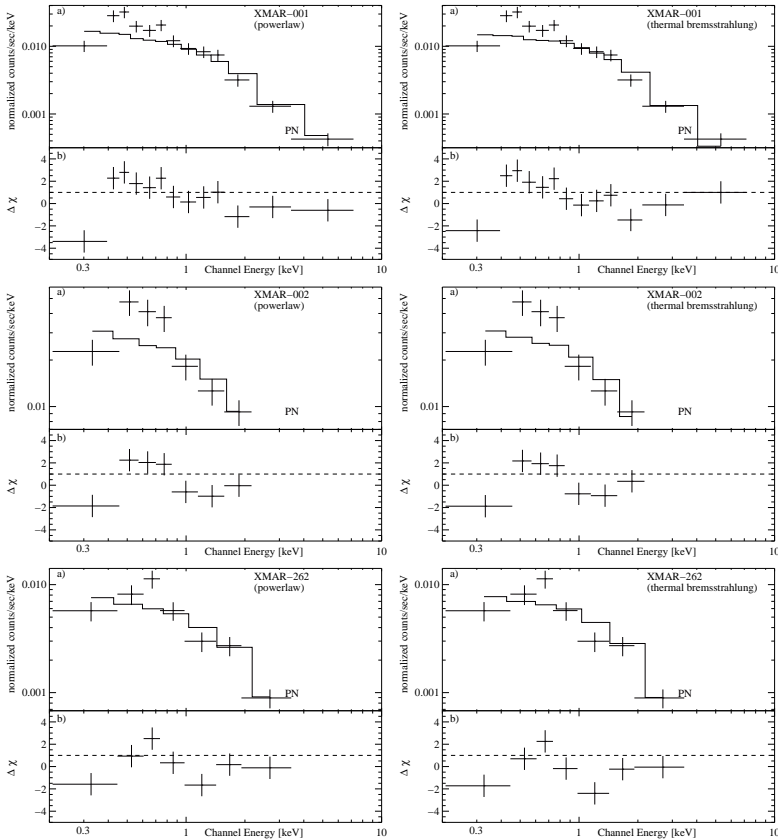 a) XMAR−001
(powerlaw)
normalized counts/sec/keV
0.010
0.001
PN
b)
Δ χ
4
2
0
−2
−4
0.3 1 10
Channel Energy [keV]
a) XMAR−001
(thermal bremsstrahlung)
normalized counts/sec/keV
0.010
0.001
PN
b)
Δ χ
4
2
0
−2
−4
0.3 1 10
Channel Energy [keV]
a) XMAR−002
(powerlaw)
normalized counts/sec/keV
0.01
PN
b)
Δ χ
4
2
0
−2
−4
0.3 1 10
Channel Energy [keV]
a) XMAR−002
(thermal bremsstrahlung)
normalized counts/sec/keV
0.01
PN
b)
Δ χ
4
2
0
−2
−4
0.3 1 10
Channel Energy [keV]
a) XMAR−262
(powerlaw)
normalized counts/sec/keV
0.010
0.001
PN
b)
Δ χ
4
2
0
−2
−4
0.3 1 10
Channel Energy [keV]
a) XMAR−262
(thermal bremsstrahlung)
normalized counts/sec/keV
0.010
0.001
PN
b)
Δ χ
4
2
0
−2
−4
0.3 1 10
Channel Energy [keV]